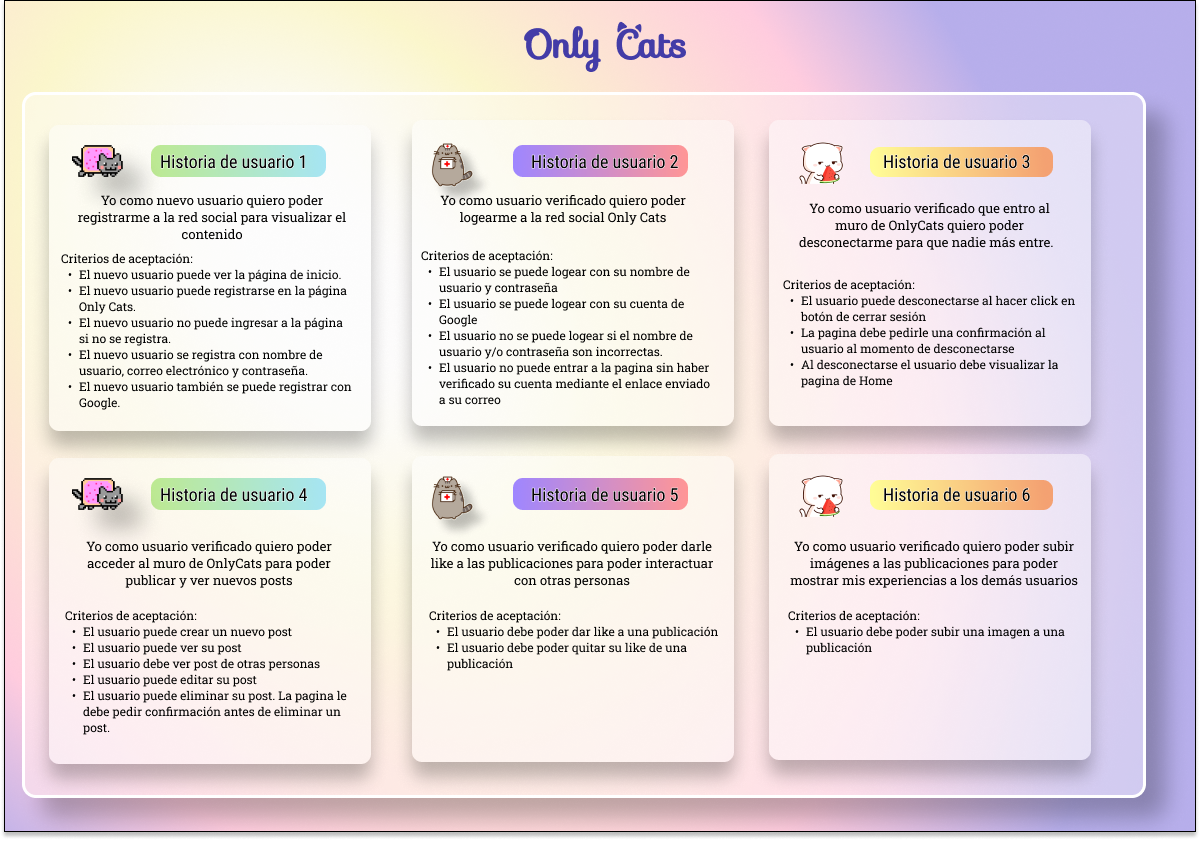 Only Cats
Historia de usuario 1
Yo como nuevo usuario quiero poder
registrarme a la red social para visualizar el
contenido
Criterios de aceptación:
• El nuevo usuario puede ver la página de inicio.
• El nuevo usuario puede registrarse en la página
Only Cats.
• El nuevo usuario no puede ingresar a la página
si no se registra.
• El nuevo usuario se registra con nombre de
usuario, correo electrónico y contraseña.
• El nuevo usuario también se puede registrar con
Google.
Historia de usuario 2
Yo como usuario verificado quiero poder
logearme a la red social Only Cats
Criterios de aceptación:
• El usuario se puede logear con su nombre de
usuario y contraseña
• El usuario se puede logear con su cuenta de
Google
• El usuario no se puede logear si el nombre de
usuario y/o contraseña son incorrectas.
• El usuario no puede entrar a la pagina sin haber
verificado su cuenta mediante el enlace enviado
a su correo
Historia de usuario 3
Yo como usuario verificado que entro al
muro de OnlyCats quiero poder
desconectarme para que nadie más entre.
Criterios de aceptación:
• El usuario puede desconectarse al hacer click en
botón de cerrar sesión
• La pagina debe pedirle una confirmación al
usuario al momento de desconectarse
• Al desconectarse el usuario debe visualizar la
pagina de Home
Historia de usuario 4
Yo como usuario verificado quiero poder
acceder al muro de OnlyCats para poder
publicar y ver nuevos posts
Criterios de aceptación:
• El usuario puede crear un nuevo post
• El usuario puede ver su post
• El usuario debe ver post de otras personas
• El usuario puede editar su post
• El usuario puede eliminar su post. La pagina le
debe pedir confirmación antes de eliminar un
post.
Historia de usuario 5
Yo como usuario verificado quiero poder darle
like a las publicaciones para poder interactuar
con otras personas
Criterios de aceptación:
• El usuario debe poder dar like a una publicación
• El usuario debe poder quitar su like de una
publicación
Historia de usuario 6
Yo como usuario verificado quiero poder subir
imágenes a las publicaciones para poder
mostrar mis experiencias a los demás usuarios
Criterios de aceptación:
• El usuario debe poder subir una imagen a una
publicación